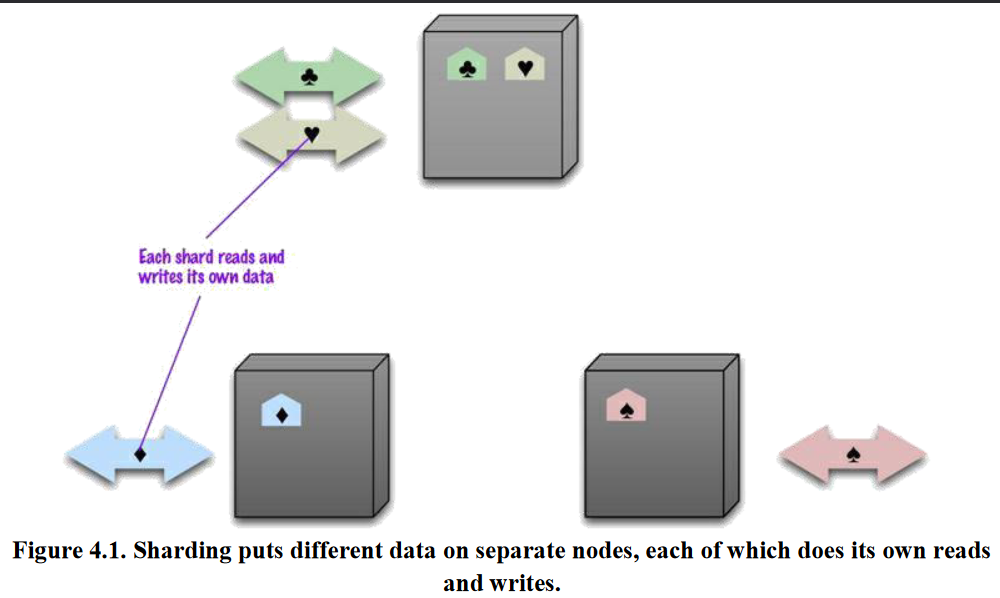 Each shard reads and
writes its own data
Figure 4.1. Sharding puts different data on separate nodes, each of which does its own reads
and writes.